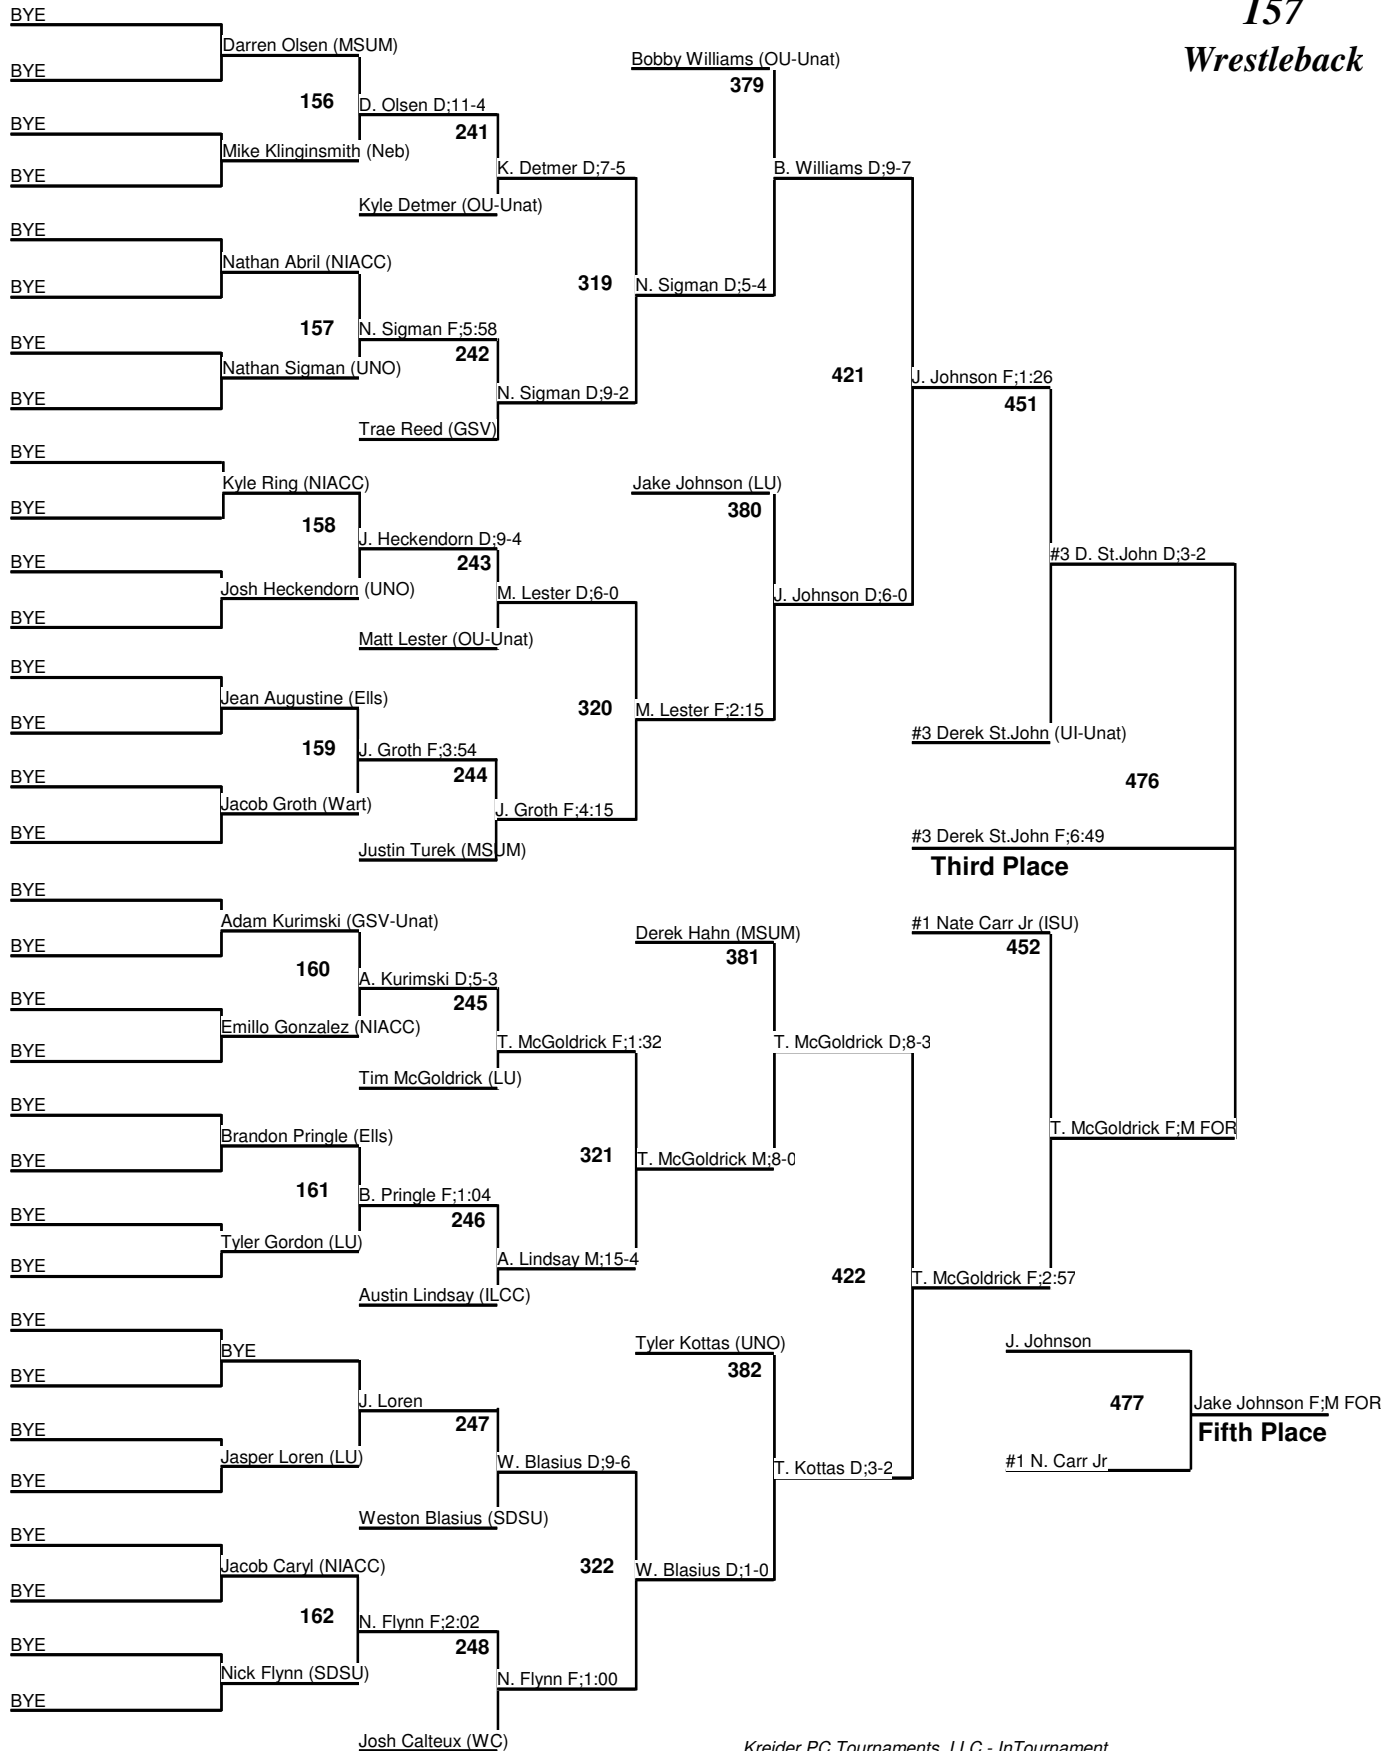 157
Wrestleback
BYE
Darren Olsen (MSUM)
BYE
Bobby Williams (OU-Unat)
379
156
D. Olsen D;11-4
BYE
241
Mike Klinginsmith (Neb)
BYE
K. Detmer D;7-5
B. Williams D;9-7
Kyle Detmer (OU-Unat)
BYE
Nathan Abril (NIACC)
BYE
319
N. Sigman D;5-4
157
N. Sigman F;5:58
BYE
242
Nathan Sigman (UNO)
421
J. Johnson F;1:26
BYE
N. Sigman D;9-2
451
Trae Reed (GSV)
BYE
Kyle Ring (NIACC)
Jake Johnson (LU)
BYE
380
158
J. Heckendorn D;9-4
#3 D. St.John D;3-2
BYE
243
Josh Heckendorn (UNO)
M. Lester D;6-0
J. Johnson D;6-0
BYE
Matt Lester (OU-Unat)
BYE
Jean Augustine (Ells)
320
M. Lester F;2:15
BYE
#3 Derek St.John (UI-Unat)
159
J. Groth F;3:54
BYE
244
476
Jacob Groth (Wart)
J. Groth F;4:15
BYE
#3 Derek St.John F;6:49
Justin Turek (MSUM)
Third Place
BYE
Adam Kurimski (GSV-Unat)
#1 Nate Carr Jr (ISU)
Derek Hahn (MSUM)
BYE
452
381
160
A. Kurimski D;5-3
BYE
245
Emillo Gonzalez (NIACC)
T. McGoldrick F;1:32
T. McGoldrick D;8-3
BYE
Tim McGoldrick (LU)
BYE
T. McGoldrick F;M FOR
Brandon Pringle (Ells)
BYE
321
T. McGoldrick M;8-0
161
B. Pringle F;1:04
BYE
246
Tyler Gordon (LU)
BYE
A. Lindsay M;15-4
422
T. McGoldrick F;2:57
Austin Lindsay (ILCC)
BYE
Tyler Kottas (UNO)
J. Johnson
BYE
BYE
382
J. Loren
477
Jake Johnson F;M FOR
BYE
247
Fifth Place
Jasper Loren (LU)
W. Blasius D;9-6
T. Kottas D;3-2
#1 N. Carr Jr
BYE
Weston Blasius (SDSU)
BYE
Jacob Caryl (NIACC)
322
W. Blasius D;1-0
BYE
162
N. Flynn F;2:02
BYE
248
Nick Flynn (SDSU)
N. Flynn F;1:00
BYE
Josh Calteux (WC)
Kreider PC Tournaments, LLC - InTournament